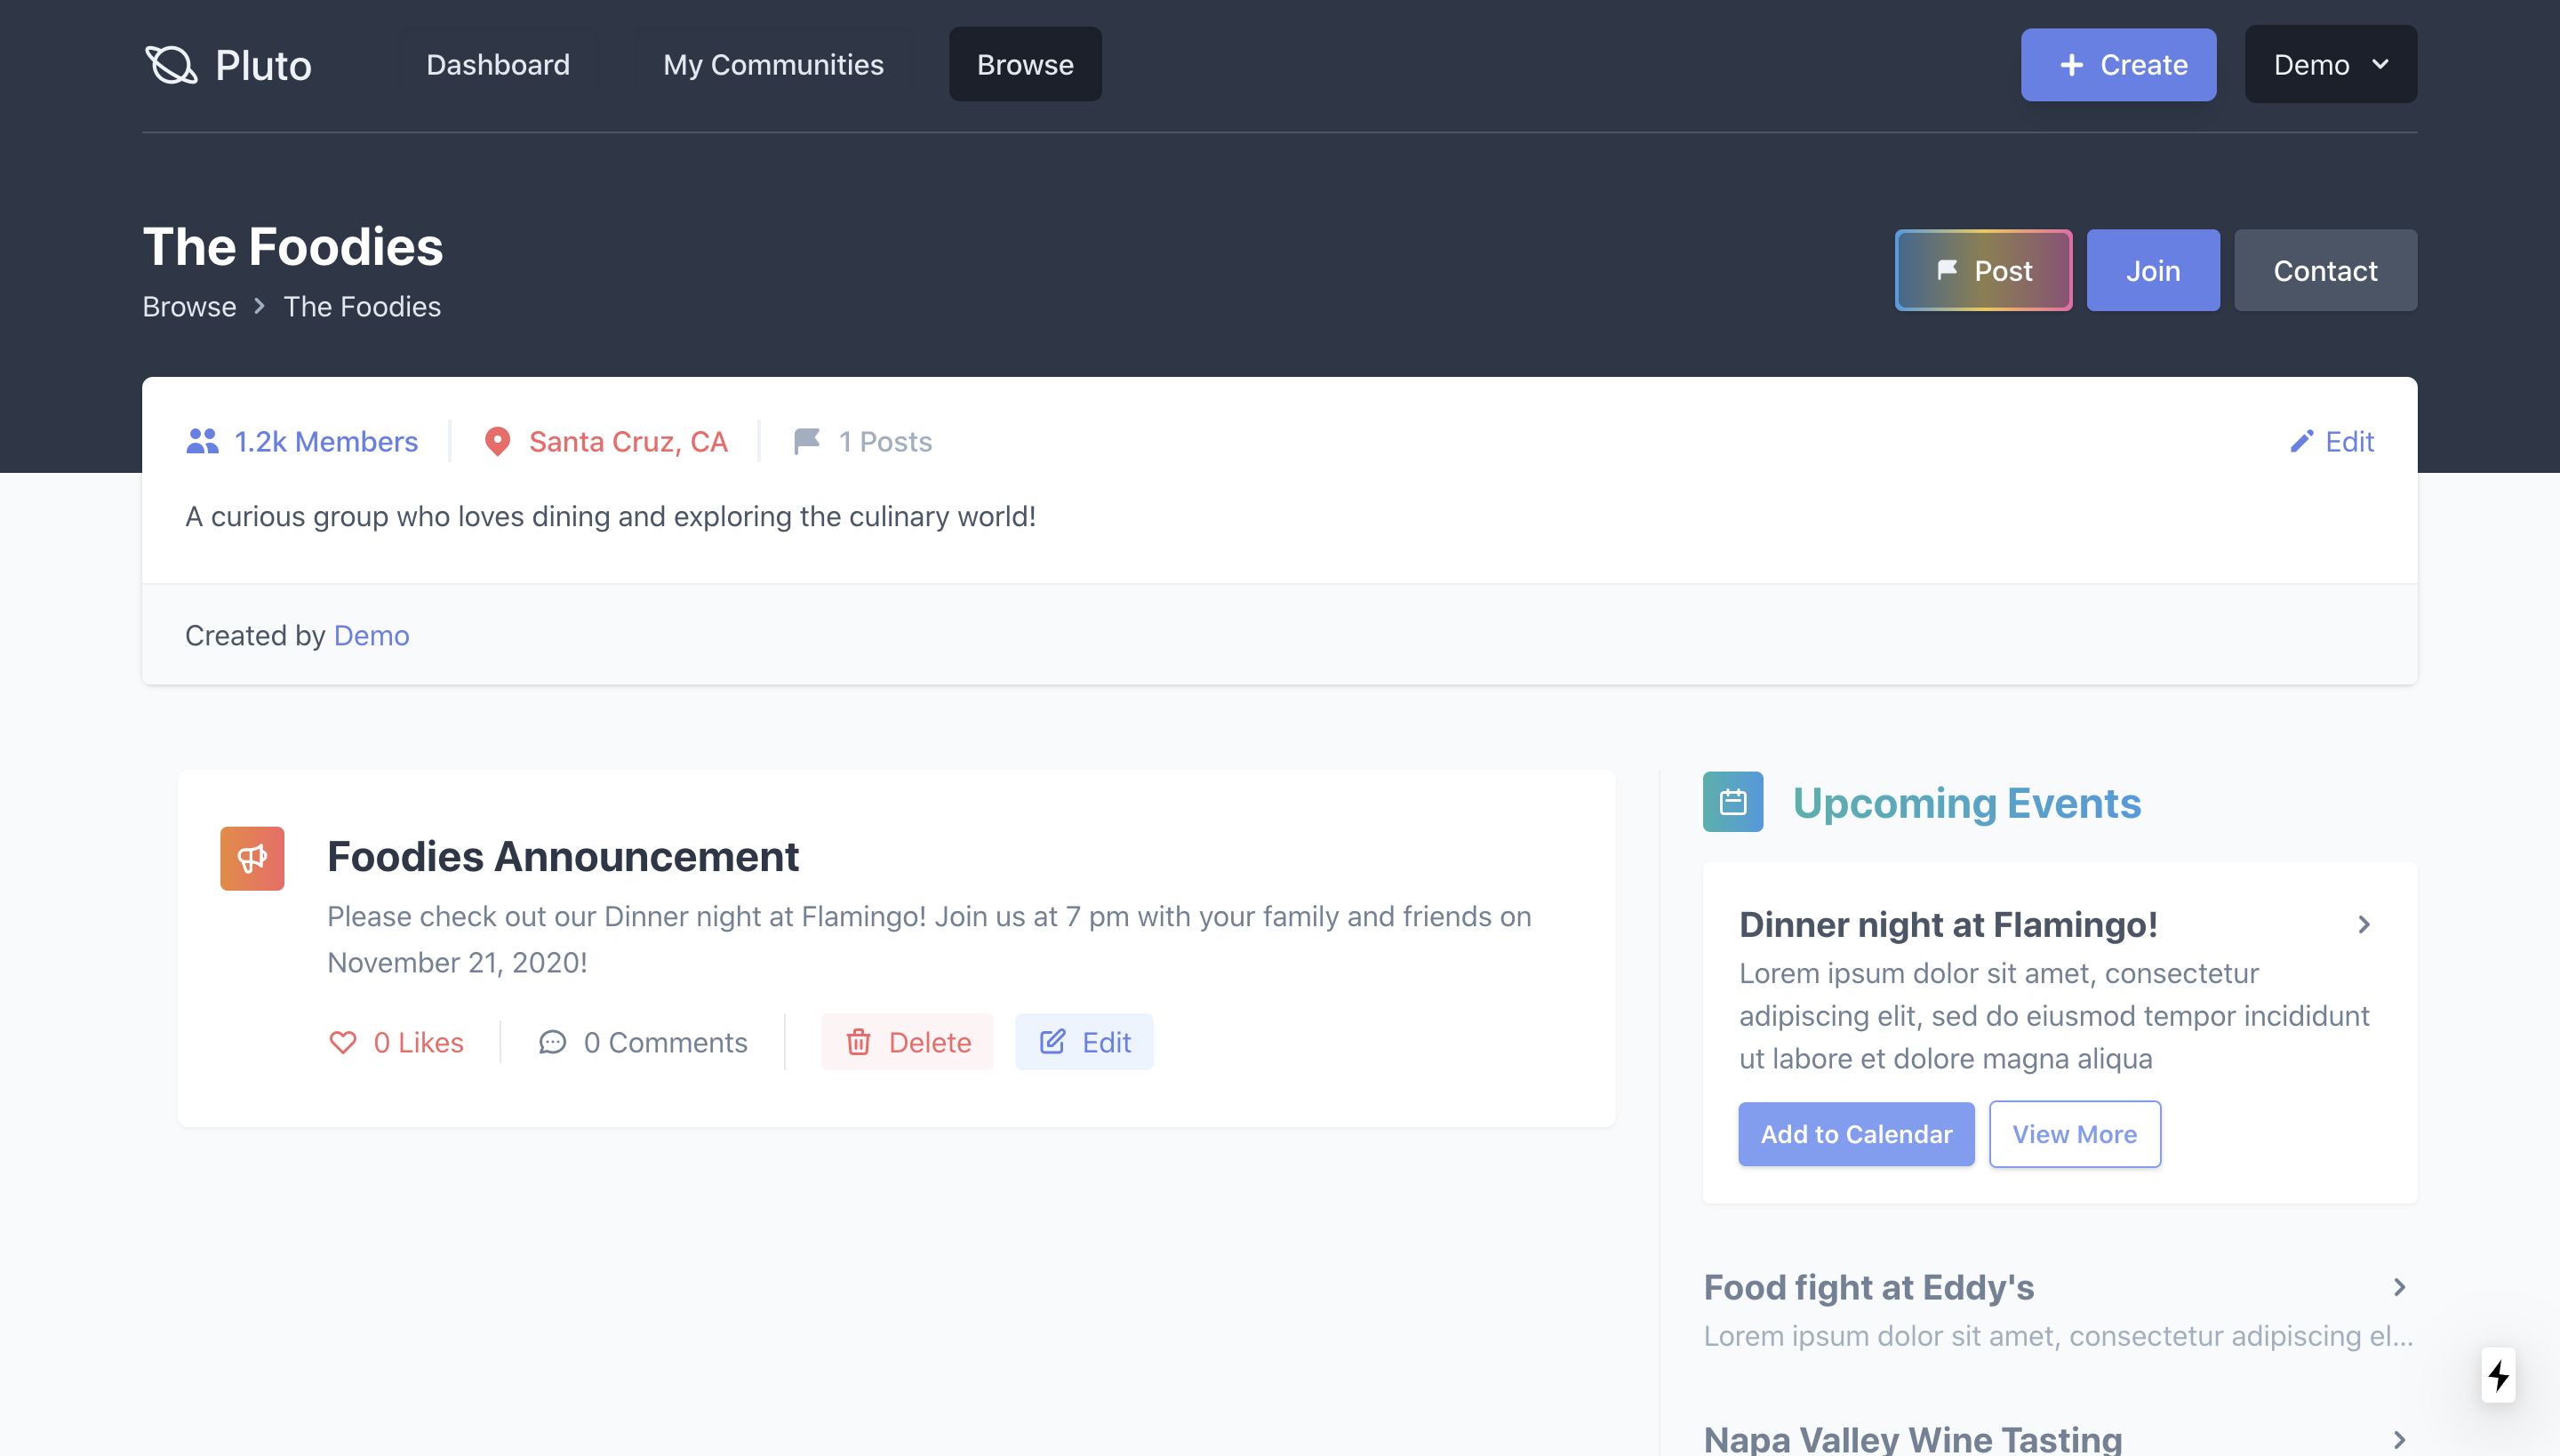 Pluto
Dashboard
My Communities
Browse
Create
Demo
The Foodies
Browse
The Foodies
Post
Join
Contact
1.2k Members
Santa Cruz, CA
1 Posts
Edit
A curious group who loves dining and exploring the culinary world!
Created by Demo
Foodies Announcement
Please check out our Dinner night at Flamingo! Join us at 7 pm with your family and friends on
November 21, 2020!
0 Likes
0 Comments
Delete
Edit
Upcoming Events
Dinner night at Flamingo!
Lorem ipsum dolor sit amet, consectetur
adipiscing elit, sed do eiusmod tempor incididunt
ut labore et dolore magna aliqua
Add to Calendar
View More
Food fight at Eddy's
Lorem ipsum dolor sit amet, consectetur adipiscing el...
Napa Valley Wine Tasting